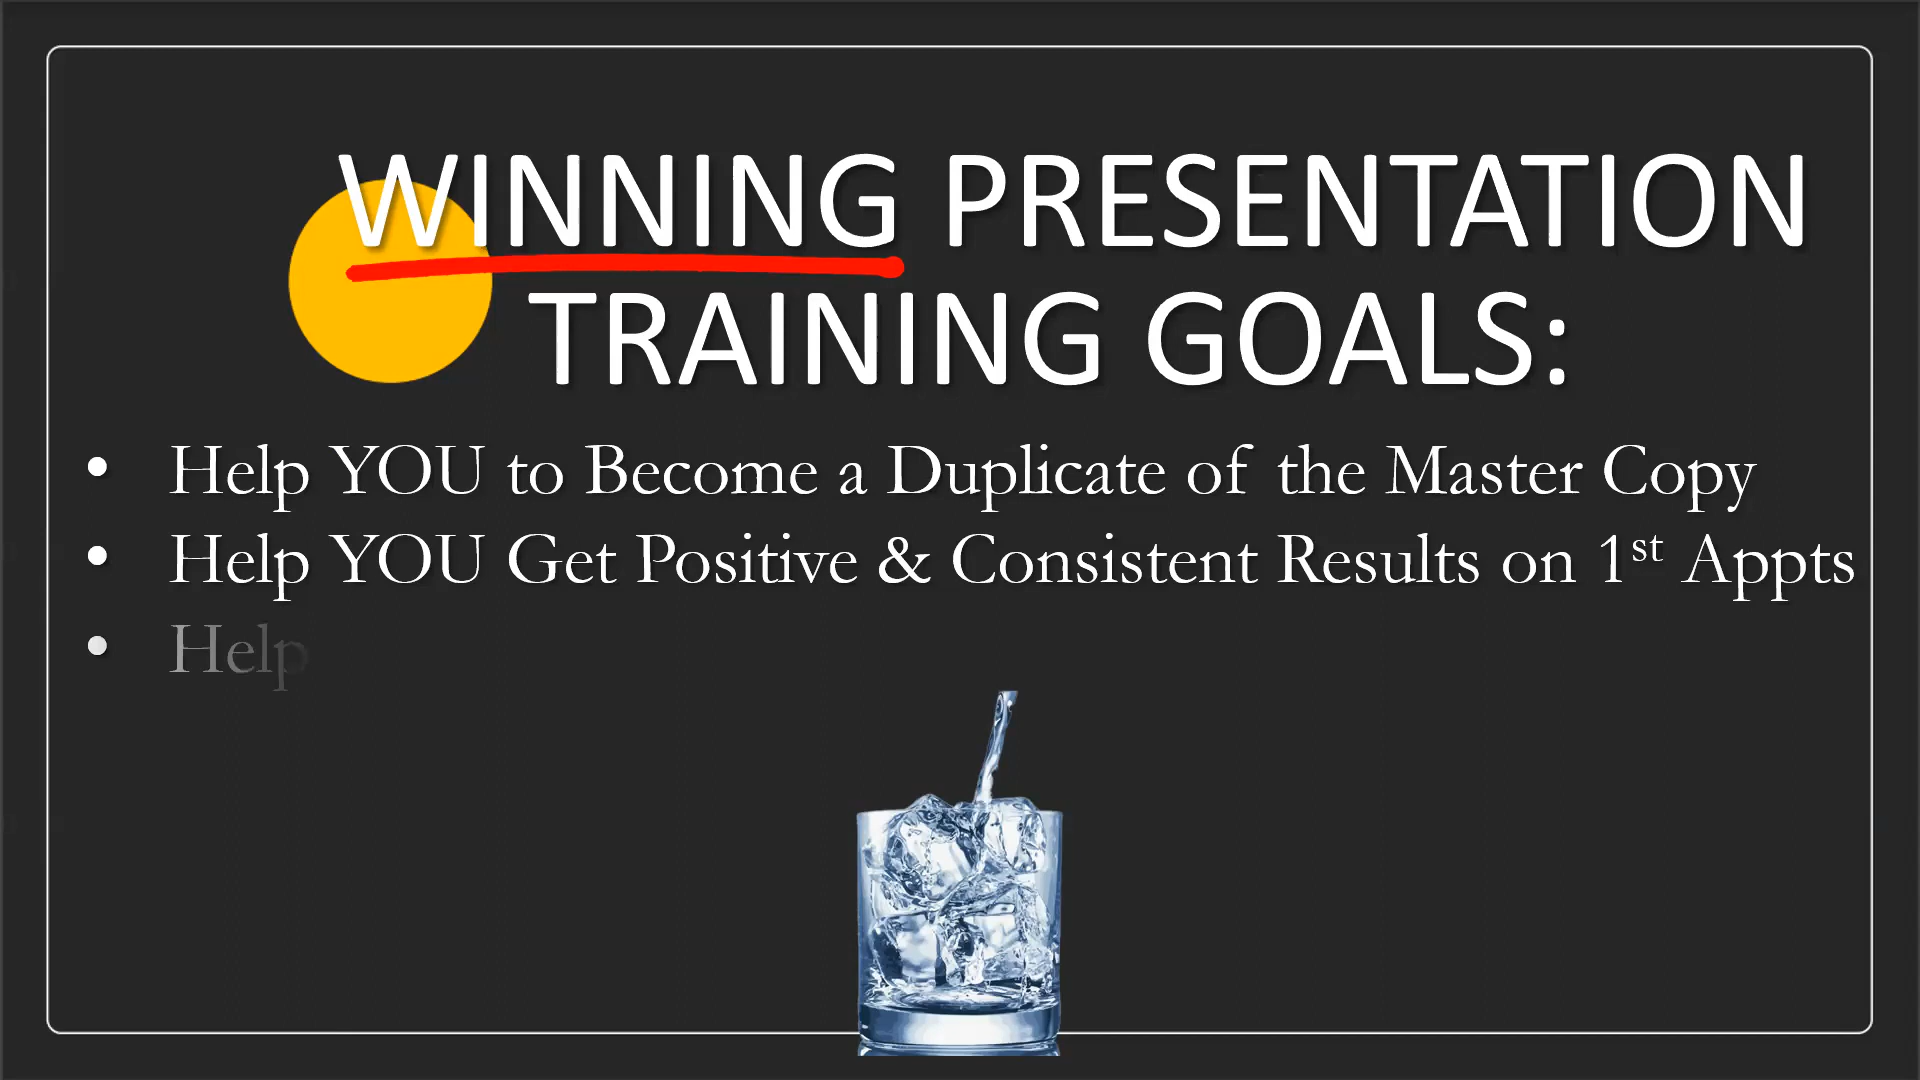 WINNING PRESENTATION
TRAINING GOALS:
• Help YOU to Become a Duplicate of the Master Copy
• Help YOU Get Positive & Consistent Results on 1st Appts
• Help